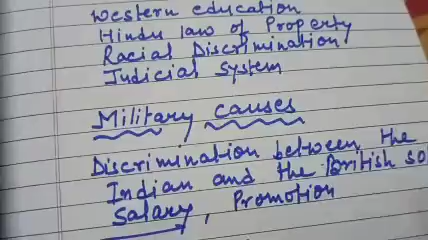 Western education
Hindu law of Property
Racial Discrimination
Judicial System
Military causes
Discrimination between the
Indian and the British
Salary, Promotion